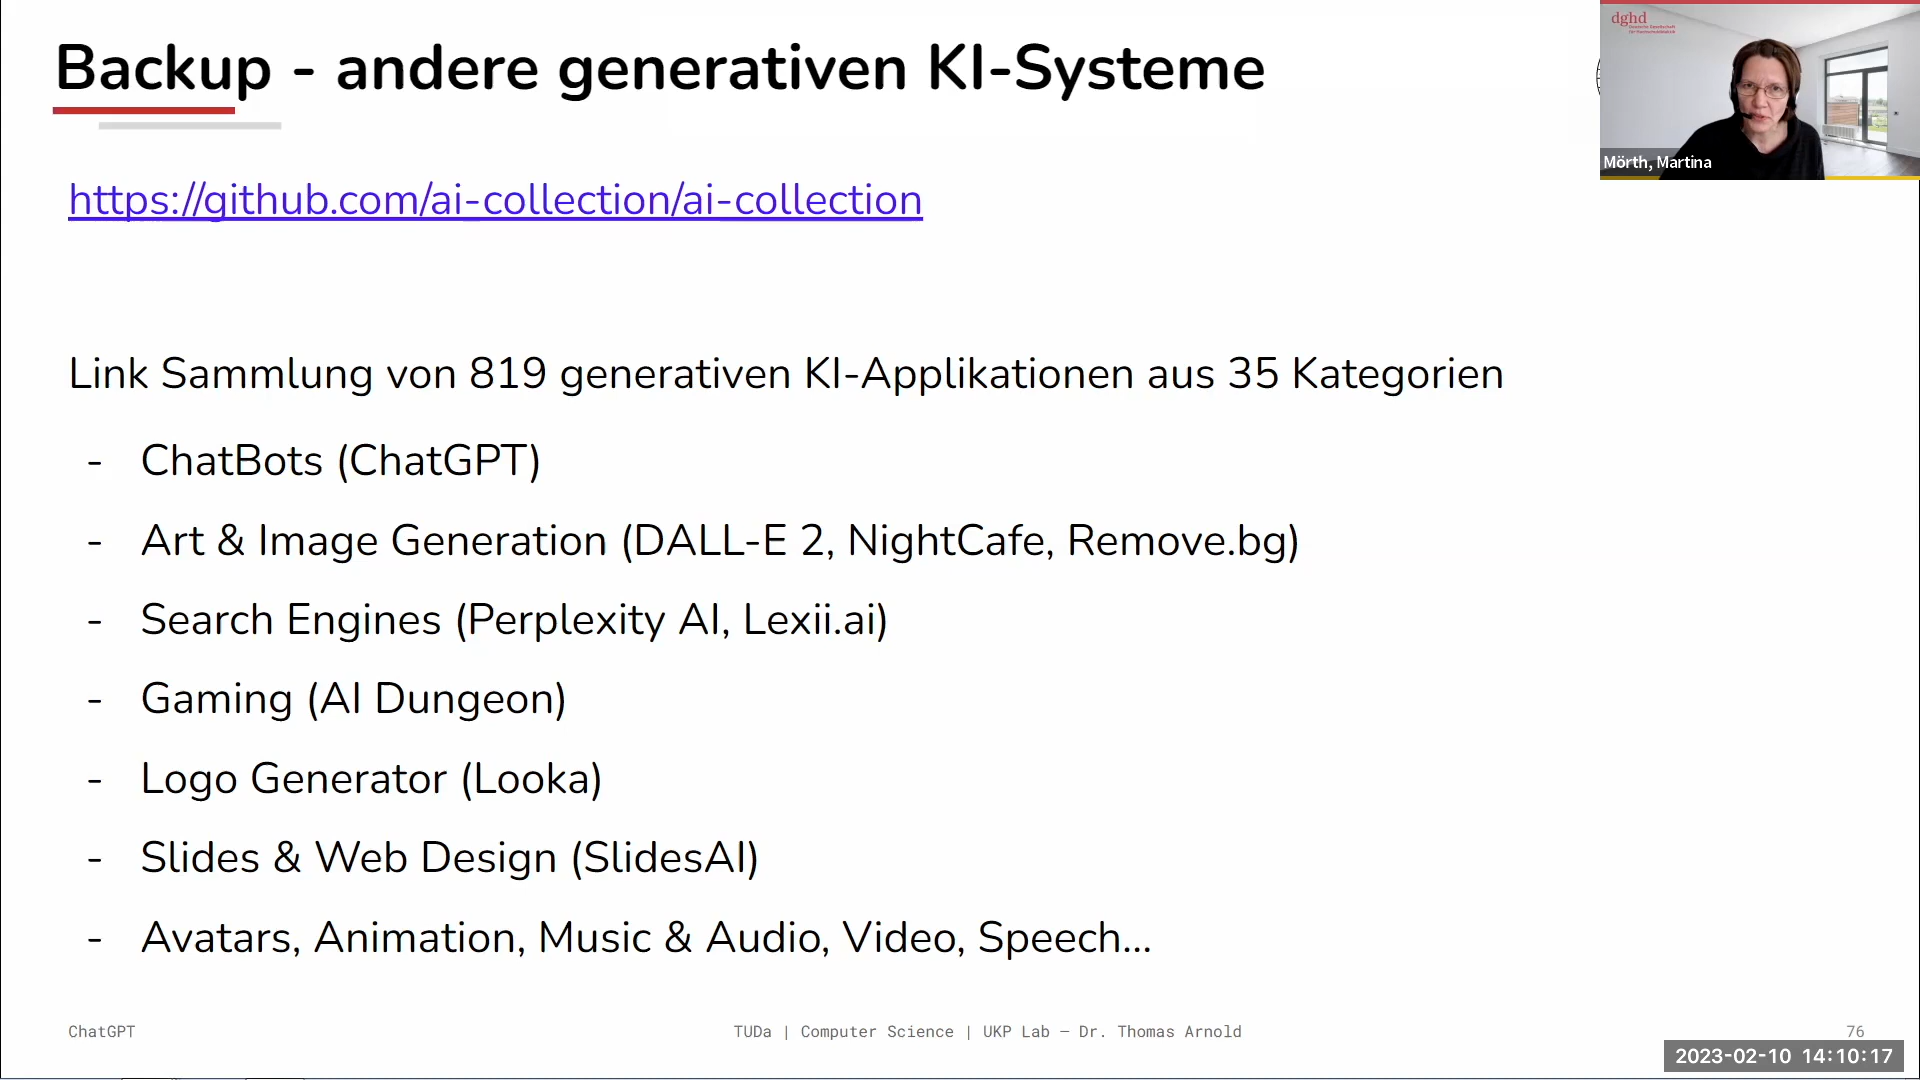 Backup - andere generativen KI-Systeme
dghd
Mörth, Martina
https://github.com/ai-collection/ai-collection
Link Sammlung von 819 generativen KI-Applikationen aus 35 Kategorien
- ChatBots (ChatGPT)
- Art & Image Generation (DALL-E 2, NightCafe, Remove.bg)
- Search Engines (Perplexity AI, Lexii.ai)
- Gaming (AI Dungeon)
- Logo Generator (Looka)
- Slides & Web Design (SlidesAI)
- Avatars, Animation, Music & Audio, Video, Speech...
ChatGPT
TUDa | Computer Science | UKP Lab – Dr. Thomas Arnold
76
2023-02-10 14:10:17